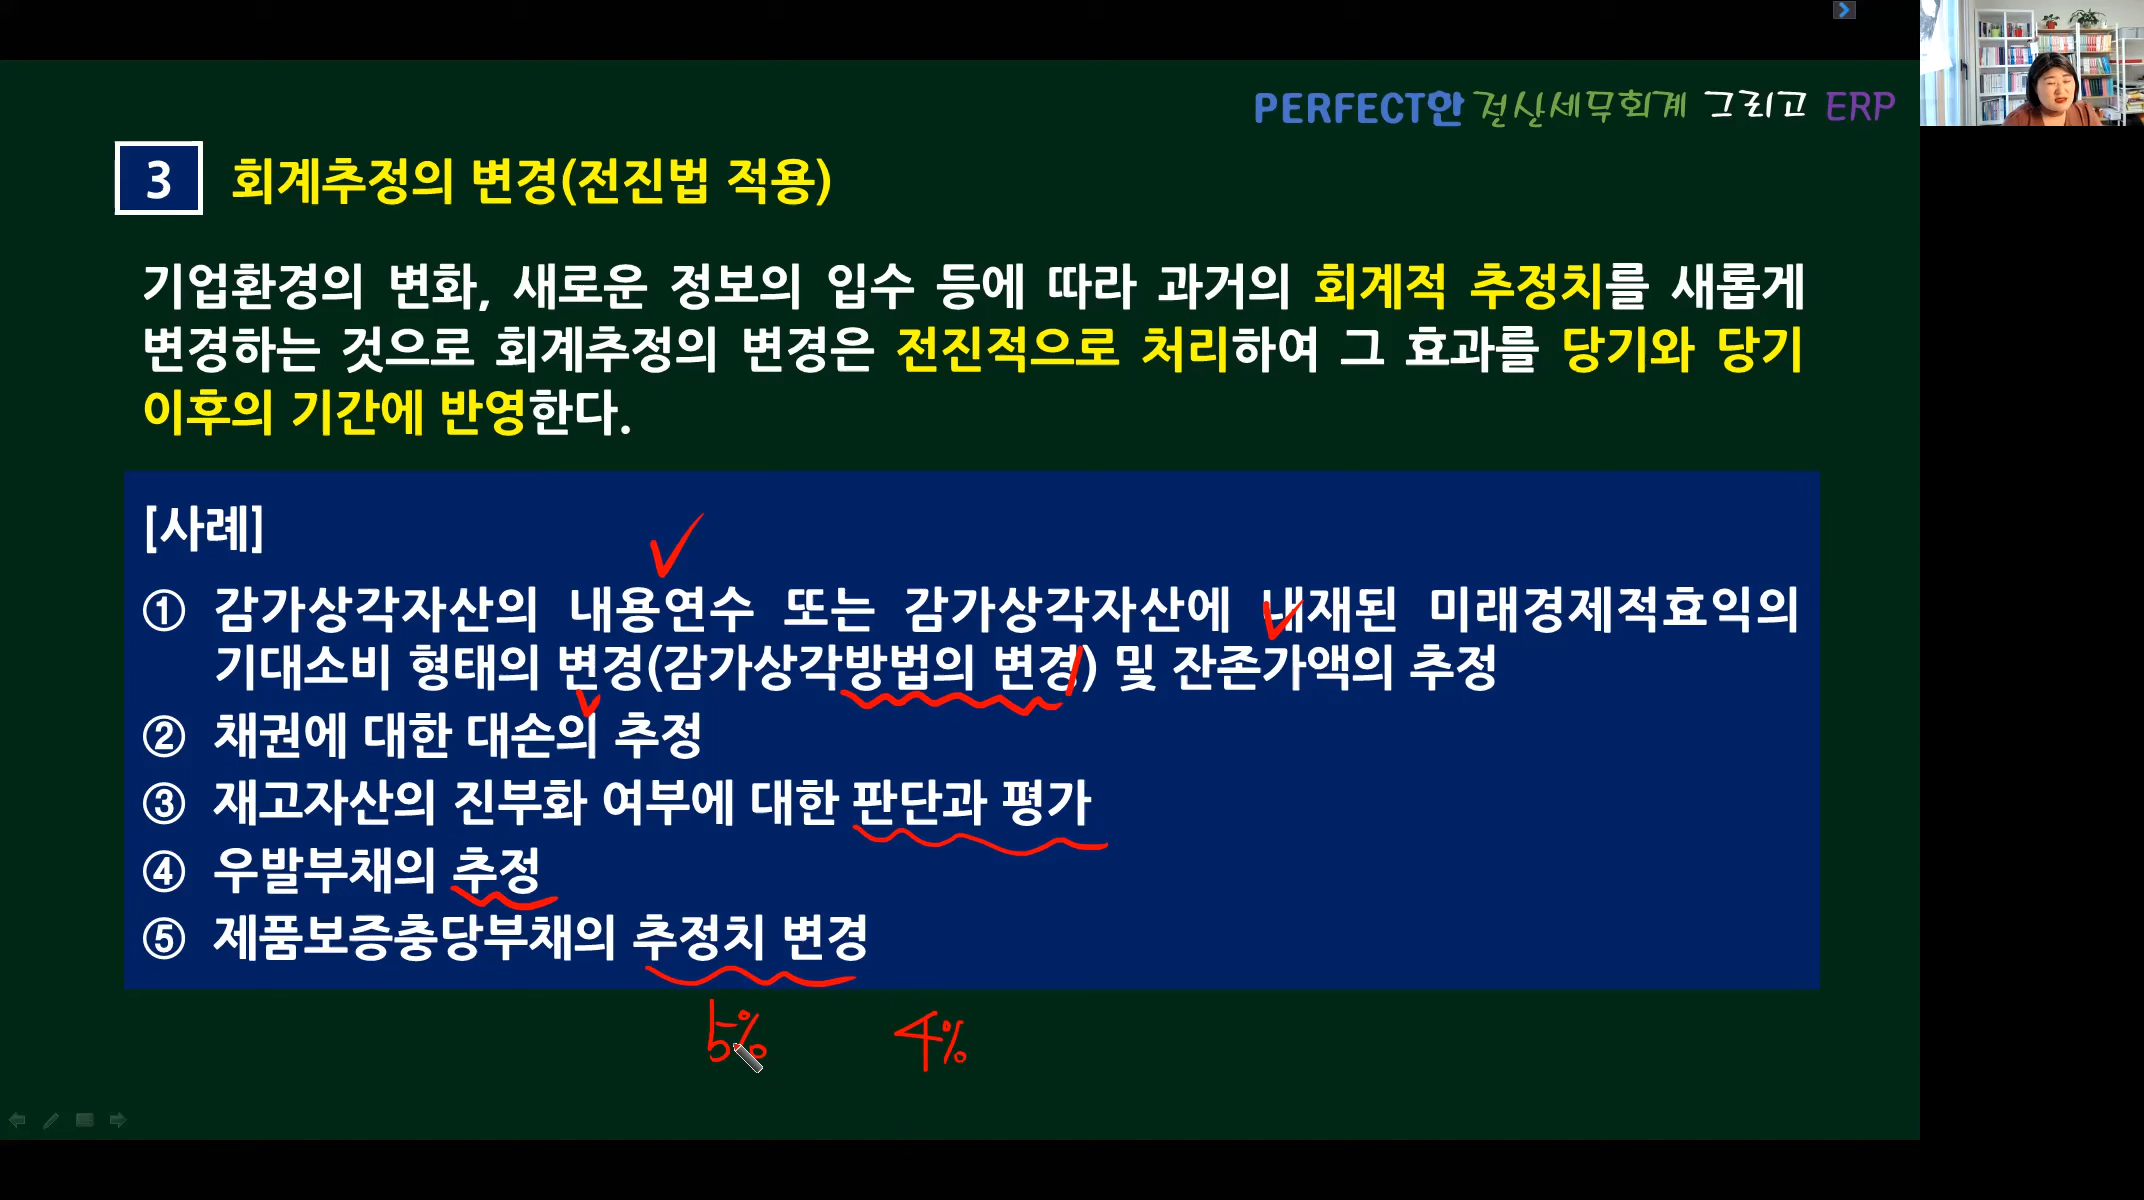 PERFECT한 전산세무회계 그리고 ERP
3 회계추정의 변경(전진법 적용)
기업환경의 변화, 새로운 정보의 입수 등에 따라 과거의 회계적 추정치를 새롭게
변경하는 것으로 회계추정의 변경은 전진적으로 처리하여 그 효과를 당기와 당기
이후의 기간에 반영한다.
[사례]
① 감가상각자산의 내용연수 또는 감가상각자산에 내재된 미래경제적효익의
기대소비 형태의 변경(감가상각방법의 변경) 및 잔존가액의 추정
② 채권에 대한 대손의 추정
③ 재고자산의 진부화 여부에 대한 판단과 평가
④ 우발부채의 추정
⑤ 제품보증충당부채의 추정치 변경
5% 4%